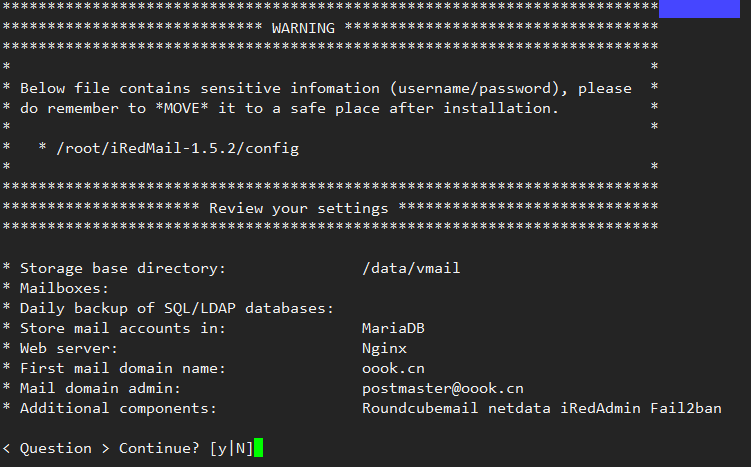 *************************************************************************
***************************** WARNING ***********************************
*************************************************************************
* *
* Below file contains sensitive infomation (username/password), please *
* do remember to *MOVE* it to a safe place after installation. *
* *
* * /root/iRedMail-1.5.2/config
* *
*************************************************************************
********************** Review your settings *****************************
*************************************************************************
* Storage base directory: /data/vmail
* Mailboxes:
* Daily backup of SQL/LDAP databases:
* Store mail accounts in: MariaDB
* Web server: Nginx
* First mail domain name: oook.cn
* Mail domain admin: postmaster@oook.cn
* Additional components: Roundcubemail netdata iRedAdmin Fail2ban
< Question > Continue? [y|N]